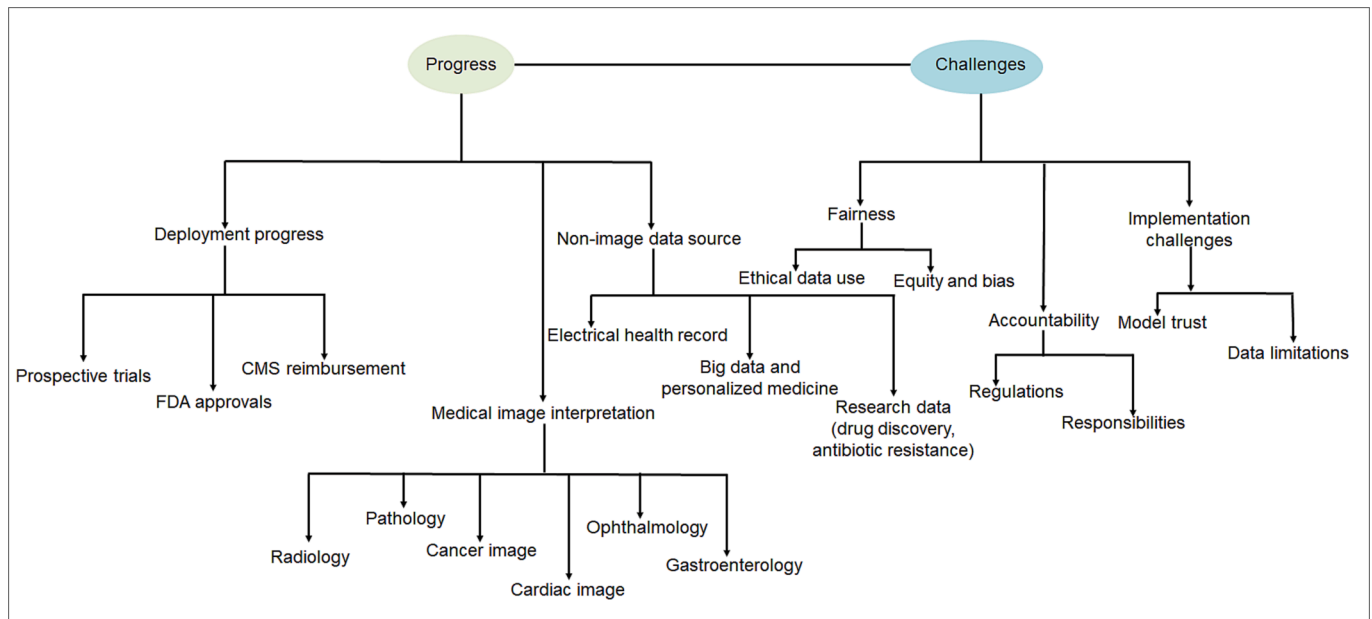 Progress
Challenges
Deployment progress
Non-image data source
Fairness
Implementation
challenges
Ethical data use
Equity and bias
Prospective trials
FDA approvals
CMS reimbursement
Electrical health record
Big data and
personalized medicine
Research data
(drug discovery,
antibiotic resistance)
Accountability
Model trust
Data limitations
Regulations
Responsibilities
Medical image interpretation
Radiology
Pathology
Cancer image
Cardiac image
Ophthalmology
Gastroenterology